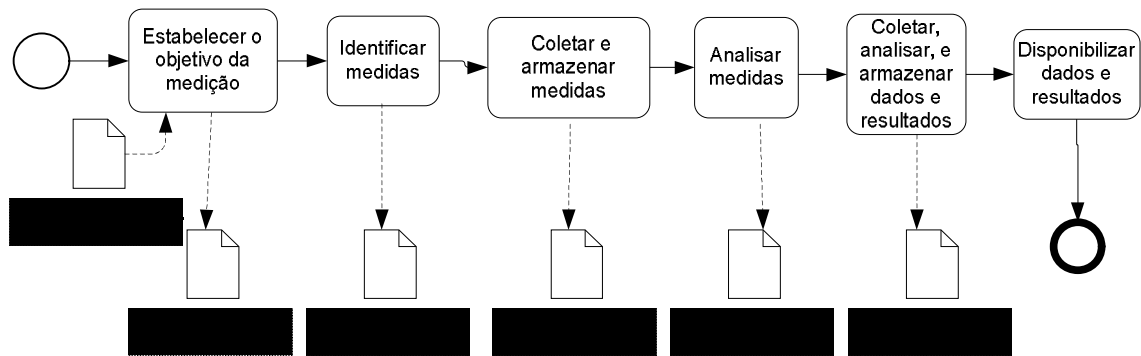 Estabelecer o
objetivo da
medição
Identificar
medidas
Coletar e
armazenar
medidas
Analisar
medidas
Coletar,
analisar, e
armazenar
dados e
resultados
Disponibilizar
dados e
resultados